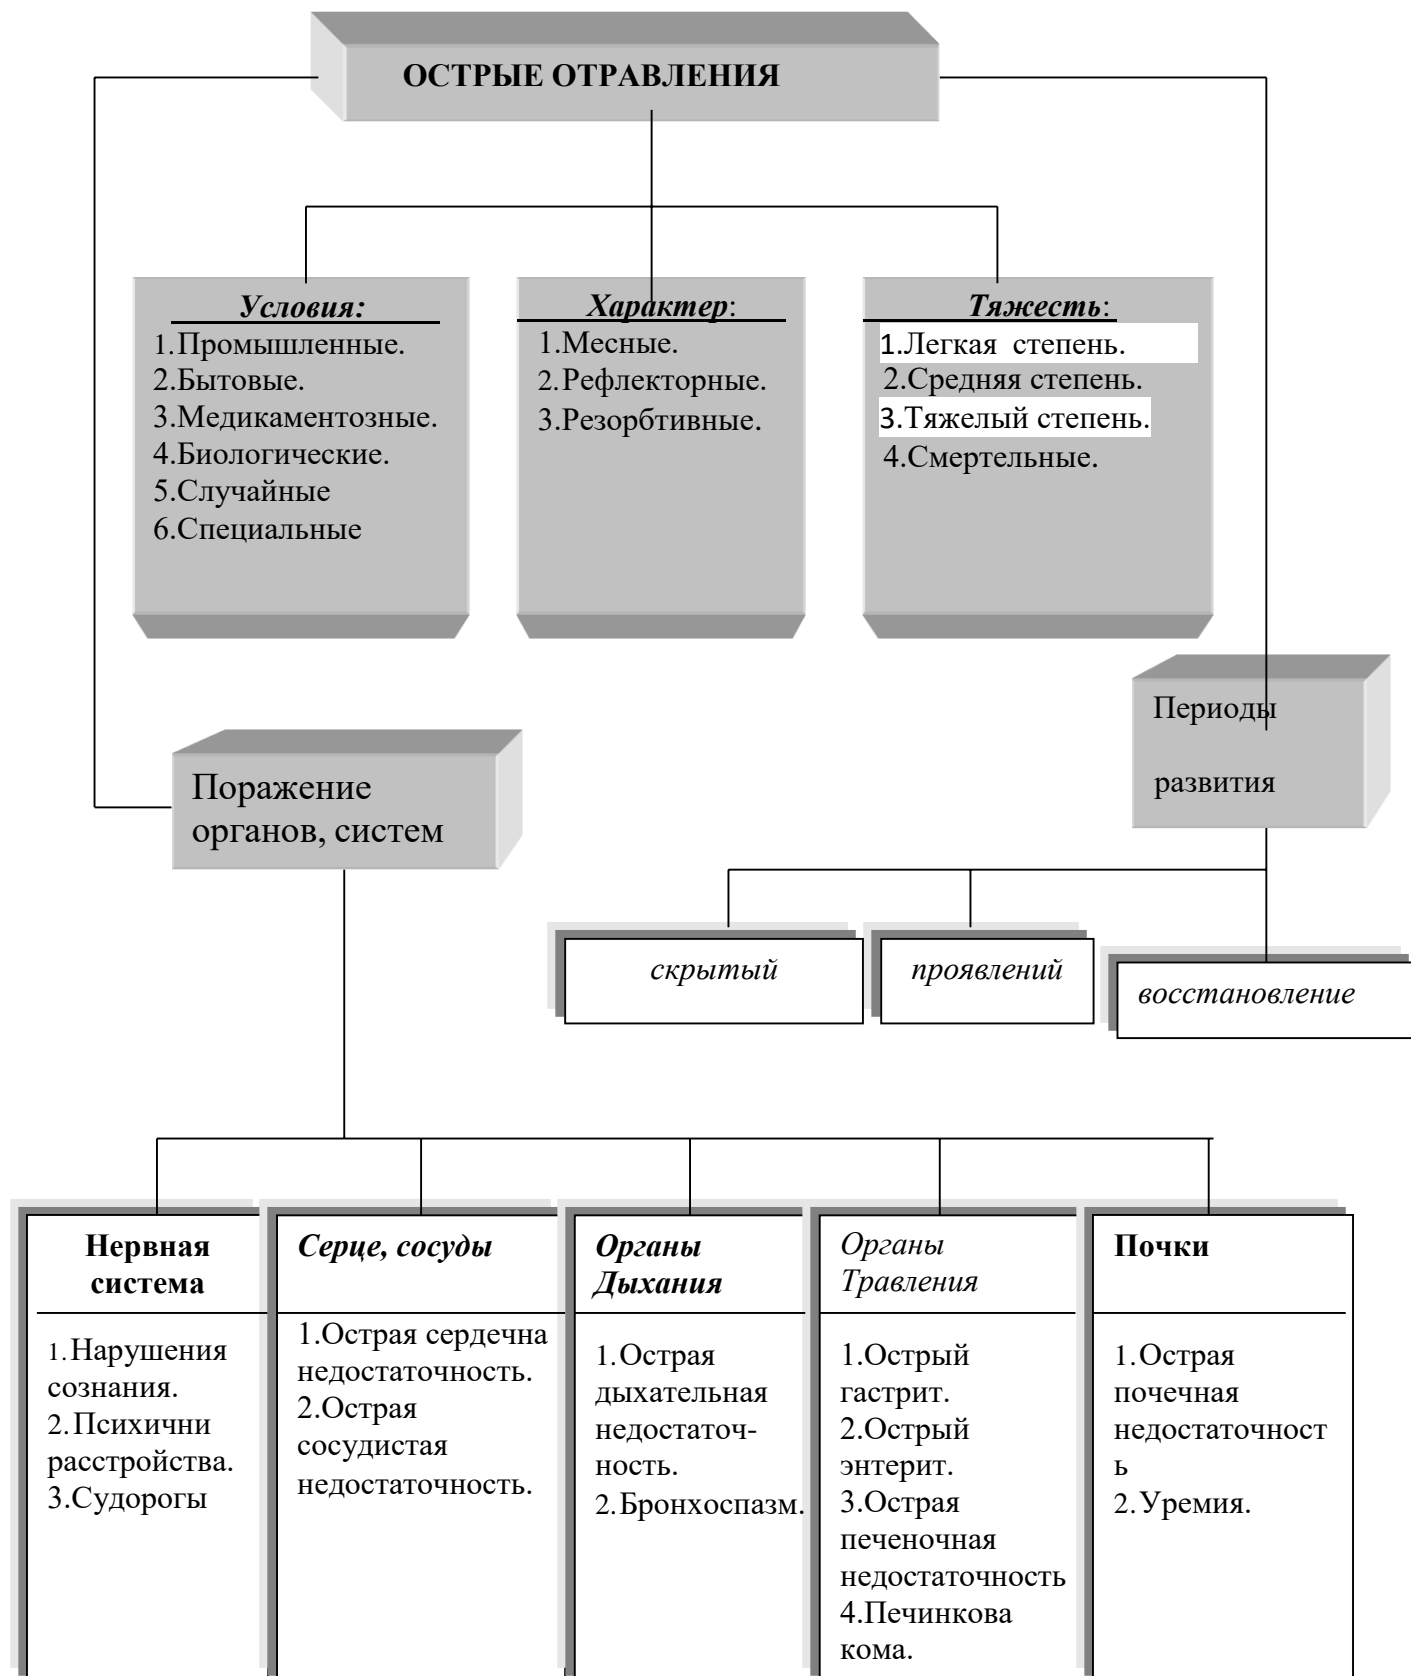 ОСТРЫЕ ОТРАВЛЕНИЯ
Условия:
1.Промышленные.
2.Бытовые.
3.Медикаментозные.
4.Биологические.
5.Случайные
6.Специальные
Характер:
1.Месные.
2.Рефлекторные.
3.Резорбтивные.
Тяжесть:
1.Легкая степень.
2.Средняя степень.
3.Тяжелый степень.
4.Смертельные.
Периоды
развития
Поражение
органов, систем
скрытый
проявлений
восстановление
Нервная
система
1.Нарушения
сознания.
2.Психични
расстройства.
3.Судорогы
Серце, сосуды
1.Острая сердечна
недостаточность.
2.Острая
сосудистая
недостаточность.
Органы
Дыхания
1.Острая
дыхательная
недостаточ-
ность.
2.Бронхоспазм.
Органы
Травления
1.Острый
гастрит.
2.Острый
энтерит.
3.Острая
печеночная
недостаточность
4.Печинкова
кома.
Почки
1.Острая
почечная
недостаточност
ь
2.Уремия.